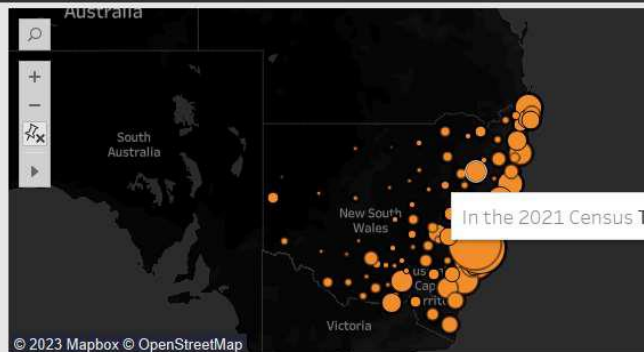 Australia
South
Australia
New South
Wales
In the 2021 Census T
Victoria
© 2023 Mapbox © OpenStreetMap